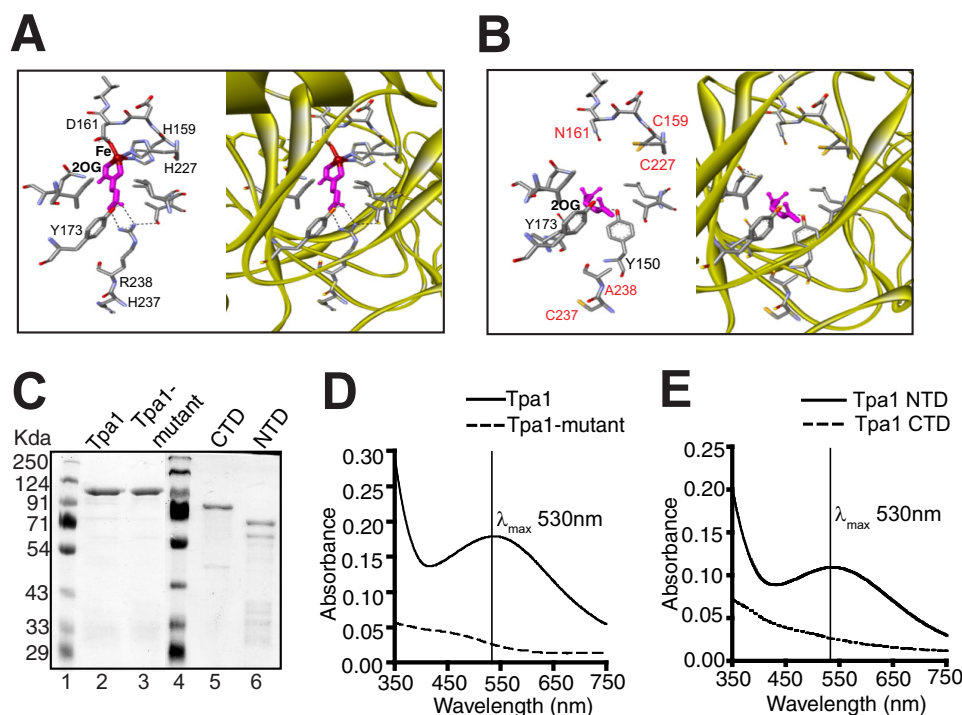 A
D161
H159
Fe
2OG
H227
Y173
R238
H237
B
N161
C159
C227
2OG
Y173
Y150
A238
C237
C
Kda
Tpa1
Tpa1-
mutant
CTD
NTD
250
124
91
71
54
43
33
29
1 2 3 4 5 6
D
Tpa1
Tpa1-mutant
Absorbance
0.30
0.25
0.20
0.15
0.10
0.05
0.00
λmax 530nm
350 450 550 650 750
Wavelength (nm)
E
Tpa1 NTD
Tpa1 CTD
Absorbance
0.25
0.20
0.15
0.10
0.05
0.00
λmax 530nm
350 450 550 650 750
Wavelength (nm)